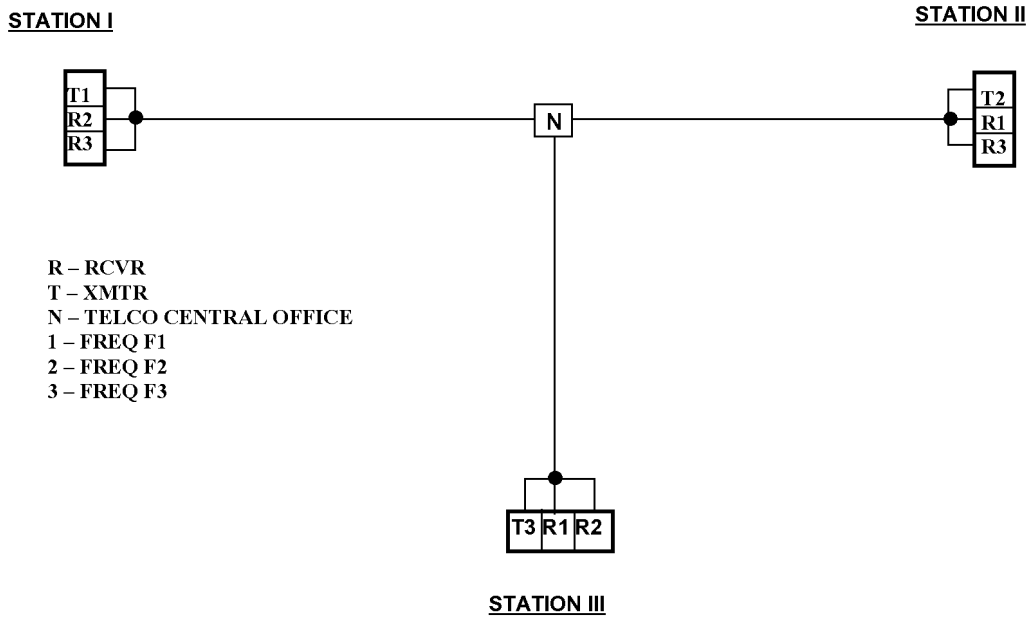 STATION I
STATION II
T1
R2
R3
N
T2
R1
R3
R – RCVR
T – XMTR
N – TELCO CENTRAL OFFICE
1 – FREQ F1
2 – FREQ F2
3 – FREQ F3
T3 R1 R2
STATION III